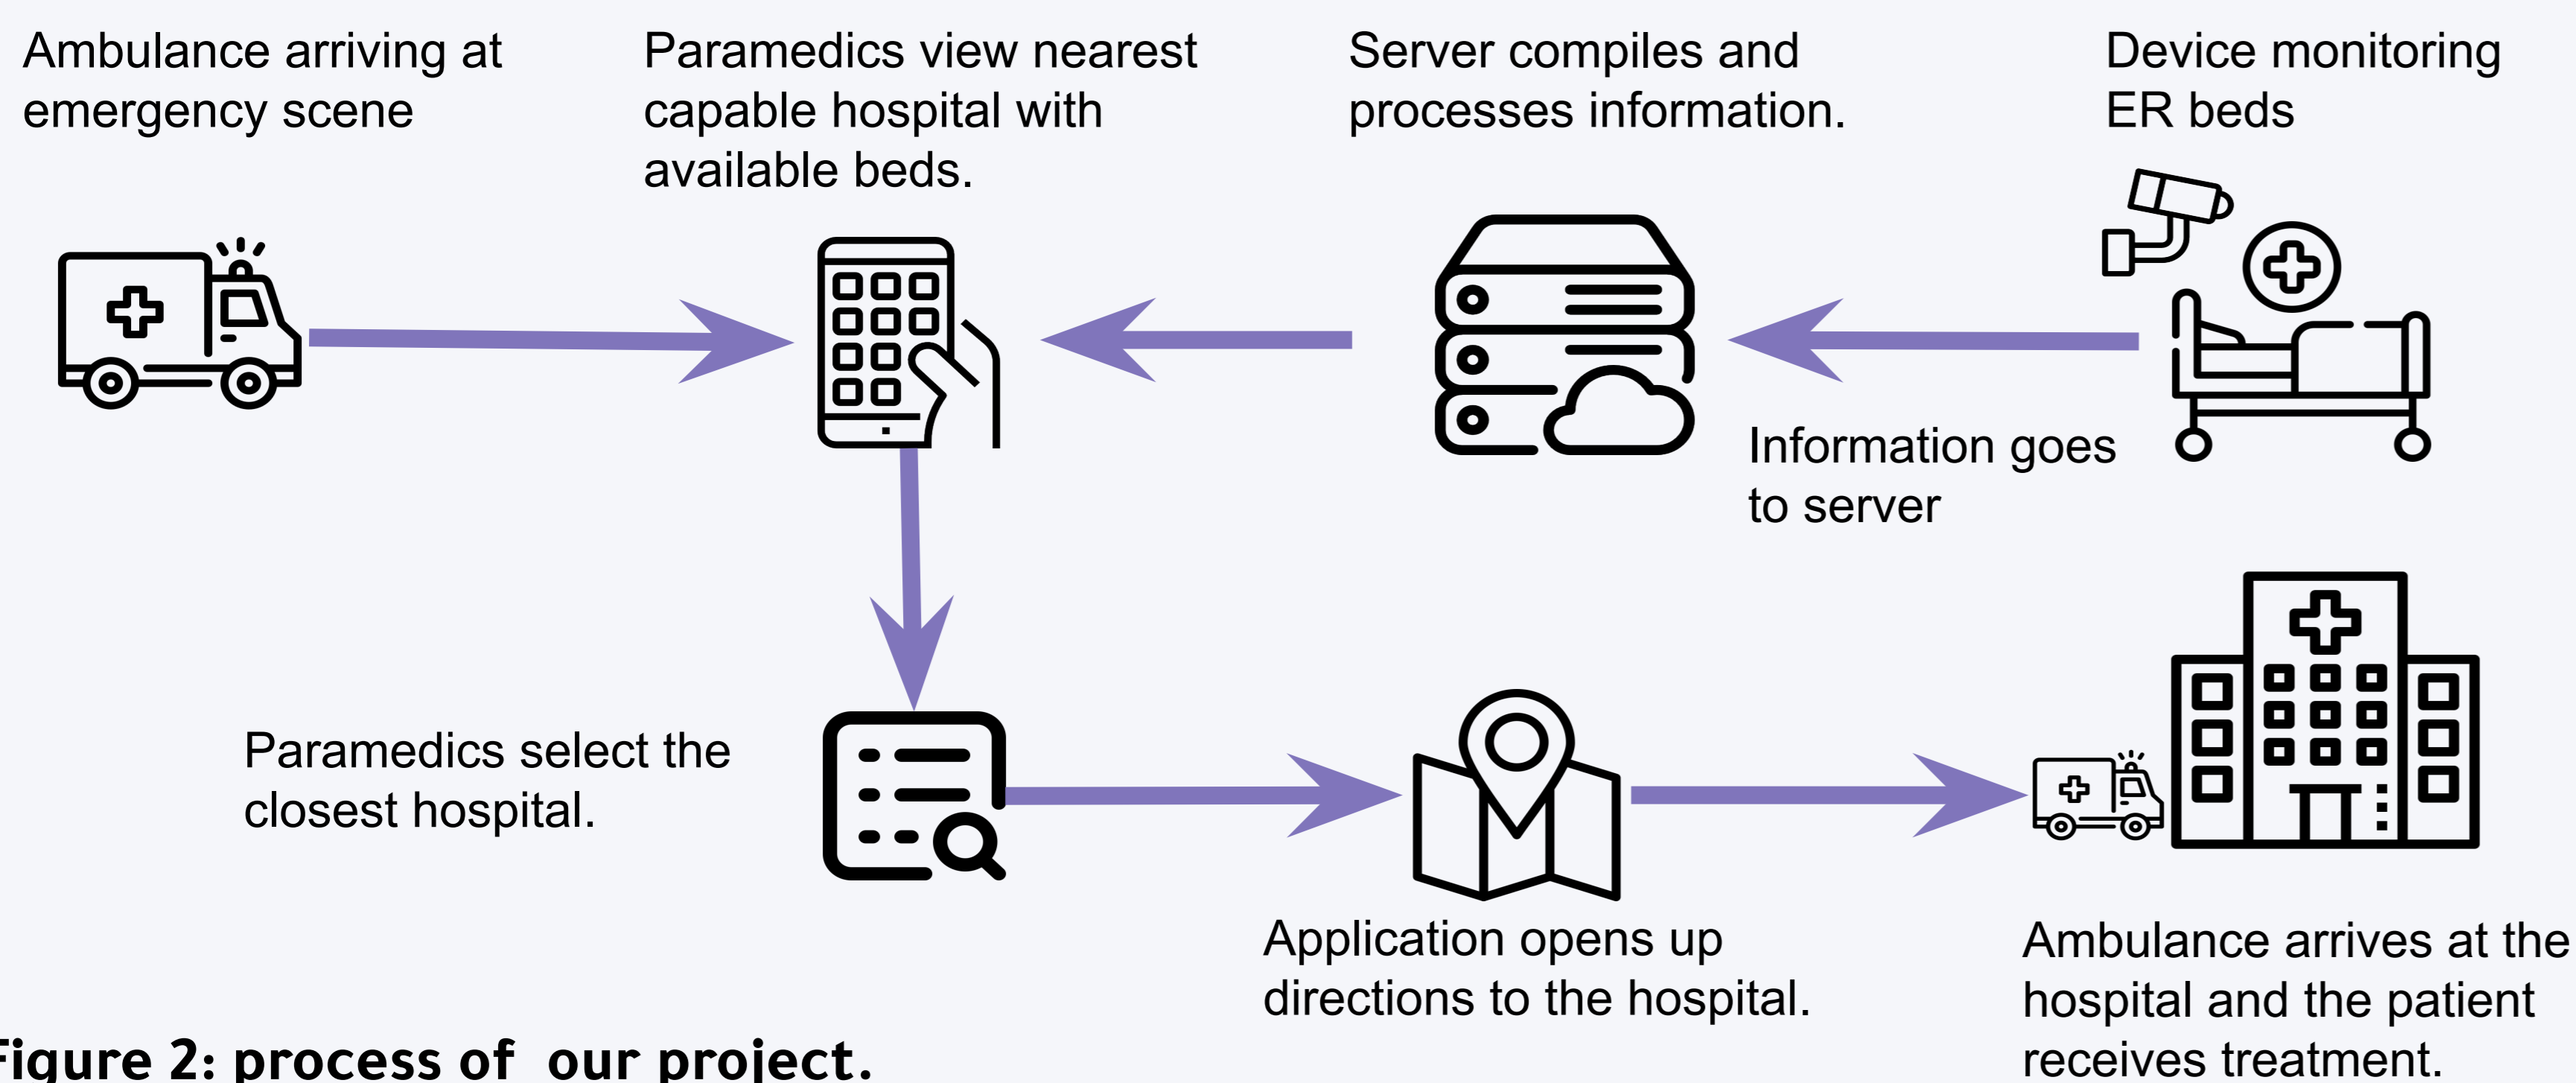 Ambulance arriving at
emergency scene
Paramedics view nearest
capable hospital with
available beds.
Server compiles and
processes information.
Device monitoring
ER beds
Information goes
to server
Paramedics select the
closest hospital.
Application opens up
directions to the hospital.
Ambulance arrives at the
hospital and the patient
receives treatment.
Figure 2: process of  our project.